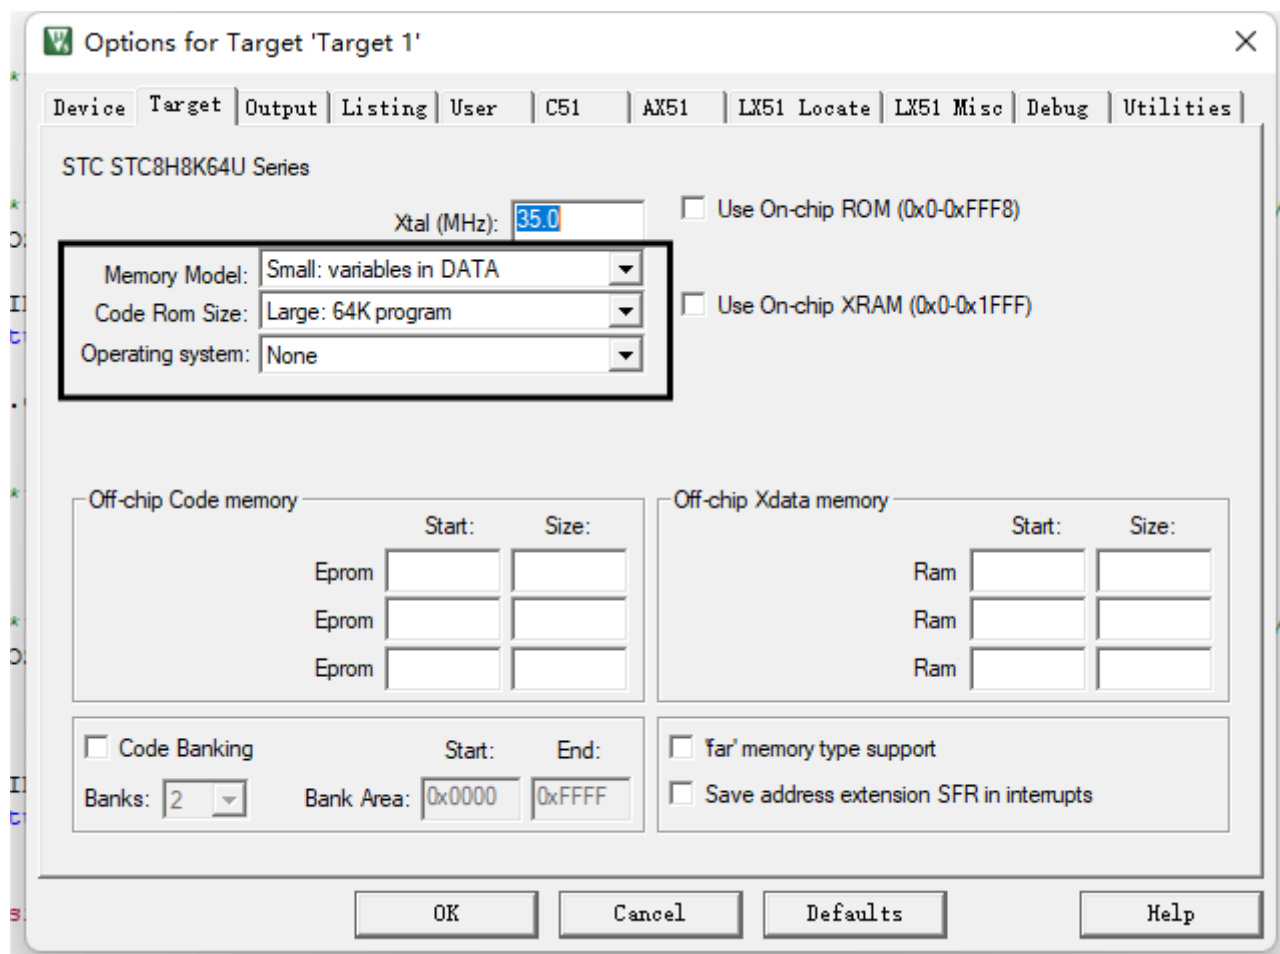 Options for Target 'Target 1'
Device Target Output Listing User C51 AX51 LX51 Locate LX51 Misc Debug Utilities
STC STC8H8K64U Series
Xtal (MHz): 35.0
Use On-chip ROM (0x0-0xFFF8)
Memory Model: Small: variables in DATA
Code Rom Size: Large: 64K program
Use On-chip XRAM (0x0-0x1FFF)
Operating system: None
Off-chip Code memory
Start: Size:
Eprom
Eprom
Eprom
Off-chip Xdata memory
Start: Size:
Ram
Ram
Ram
Code Banking Start: End:
Banks: 2 Bank Area: 0x0000 0xFFFF
'far' memory type support
Save address extension SFR in interrupts
OK Cancel Defaults Help